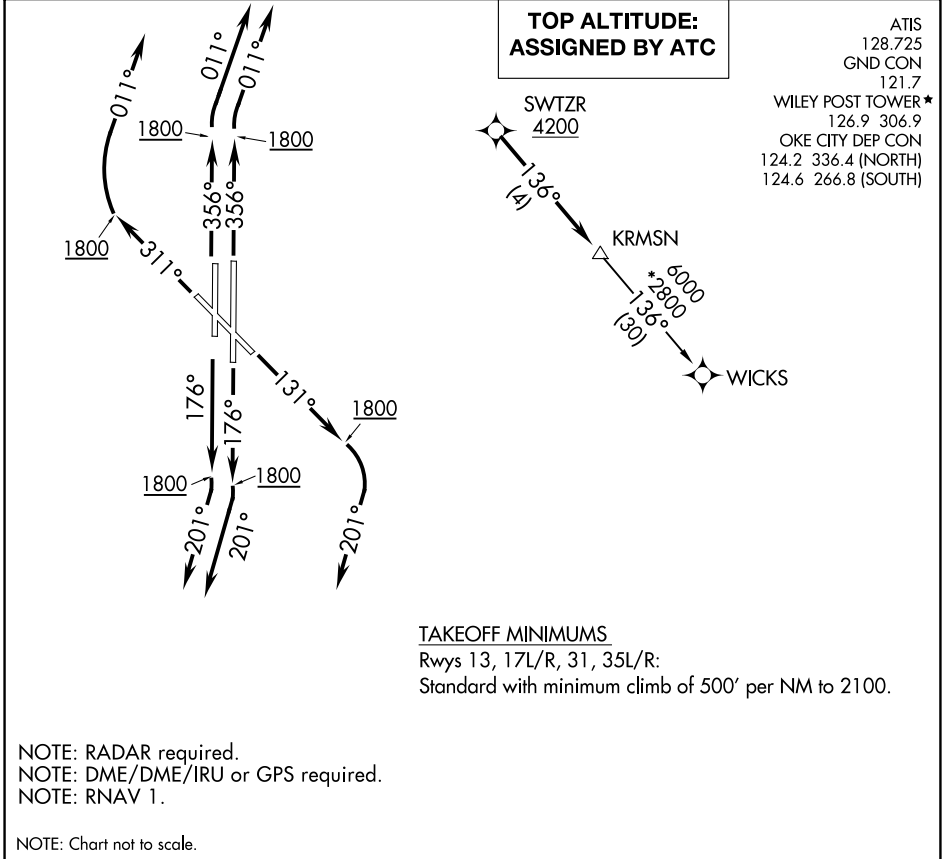 TOP ALTITUDE:
ASSIGNED BY ATC
ATIS
128.725
GND CON
121.7
WILEY POST TOWER★
126.9 306.9
OKE CITY DEP CON
124.2 336.4 (NORTH)
124.6 266.8 (SOUTH)
011°
011°
011°
1800
1800
356°
356°
1800
311°
176°
176°
131°
1800
1800
1800
201°
201°
201°
SWTZR
4200
136°
(4)
KRMSN
6000
*2800
136°
(30)
WICKS
TAKEOFF MINIMUMS
Rwys 13, 17L/R, 31, 35L/R:
Standard with minimum climb of 500' per NM to 2100.
NOTE: RADAR required.
NOTE: DME/DME/IRU or GPS required.
NOTE: RNAV 1.
NOTE: Chart not to scale.